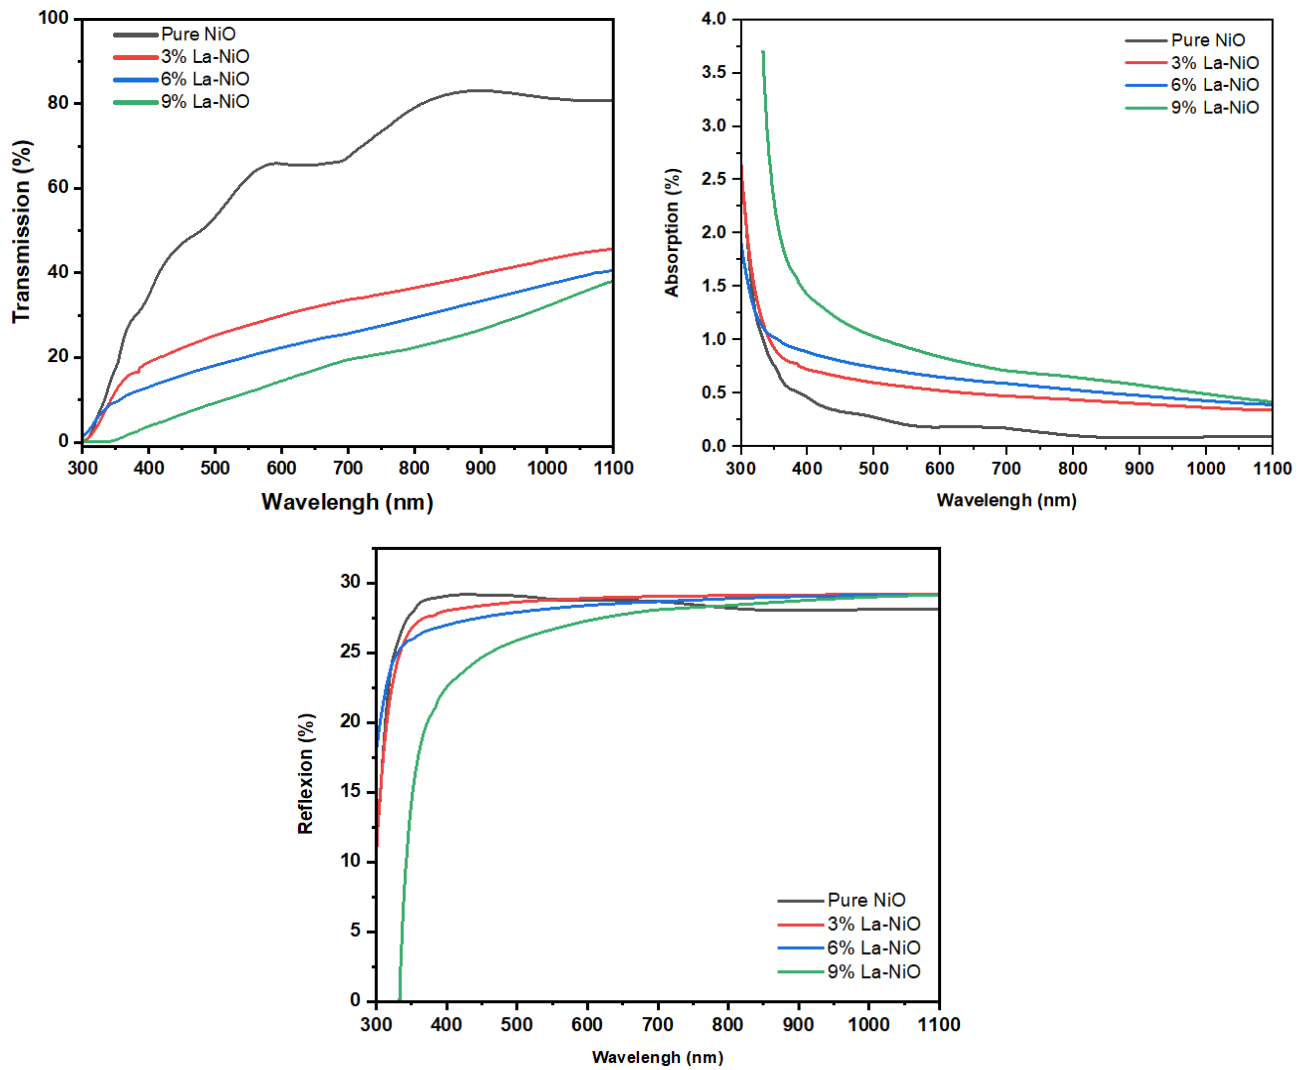 Transmission (%)
100
80
60
40
20
0
Pure NiO
3% La-NiO
6% La-NiO
9% La-NiO
300 400 500 600 700 800 900 1000 1100
Wavelengh (nm)
Absorption (%)
4.0
3.5
3.0
2.5
2.0
1.5
1.0
0.5
0.0
Pure NiO
3% La-NiO
6% La-NiO
9% La-NiO
300 400 500 600 700 800 900 1000 1100
Wavelengh (nm)
Reflexion (%)
30
25
20
15
10
5
0
Pure NiO
3% La-NiO
6% La-NiO
9% La-NiO
300 400 500 600 700 800 900 1000 1100
Wavelengh (nm)